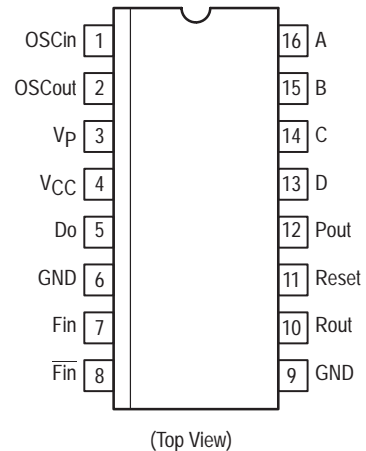 OSCin 1 16 A
OSCout 2 15 B
VP 3 14 C
VCC 4 13 D
Do 5 12 Pout
GND 6 11 Reset
Fin 7 10 Rout
F̅i̅n̅ 8 9 GND
(Top View)